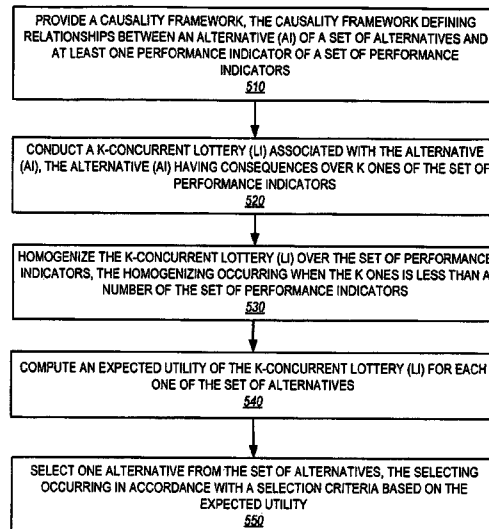 PROVIDE A CAUSALITY FRAMEWORK, THE CAUSALITY FRAMEWORK DEFINING
RELATIONSHIPS BETWEEN AN ALTERNATIVE (AI) OF A SET OF ALTERNATIVES AND
AT LEAST ONE PERFORMANCE INDICATOR OF A SET OF PERFORMANCE
INDICATORS
510
CONDUCT A K-CONCURRENT LOTTERY (LI) ASSOCIATED WITH THE ALTERNATIVE
(AI), THE ALTERNATIVE (AI) HAVING CONSEQUENCES OVER K ONES OF THE SET OF
PERFORMANCE INDICATORS
520
HOMOGENIZE THE K-CONCURRENT LOTTERY (LI) OVER THE SET OF PERFORMANCE
INDICATORS, THE HOMOGENIZING OCCURRING WHEN THE K ONES IS LESS THAN A
NUMBER OF THE SET OF PERFORMANCE INDICATORS
530
COMPUTE AN EXPECTED UTILITY OF THE K-CONCURRENT LOTTERY (LI) FOR EACH
ONE OF THE SET OF ALTERNATIVES
540
SELECT ONE ALTERNATIVE FROM THE SET OF ALTERNATIVES, THE SELECTING
OCCURRING IN ACCORDANCE WITH A SELECTION CRITERIA BASED ON THE
EXPECTED UTILITY
550